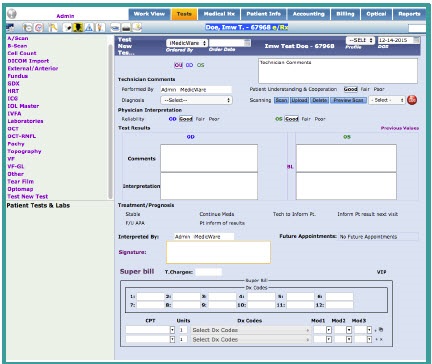 Admin
Work View Tests Medical Hx Patient Info Accounting Billing Optical Reports
Doe, Imw T. - 67968 e/Rx
A/Scan
B-Scan
Cell Count
DICOM Import
External/Anterior
Fundus
GDX
HRT
ICG
IOL Master
IVFA
Laboratories
OCT
OCT-RNFL
Pachy
Topography
VF
VF-GL
Other
Tear Film
Optomap
Test New Test
Patient Tests & Labs
Test New Tes...
iMedicWare
Ordered By Order Date
Imw Test Doe - 67968
--SELE
Profile
12-14-2015
DOS
OU OD OS
Technician Comments
Technician Comments
Performed By Admin MedicWare
Patient Understanding & Cooperation Good Fair Poor
Diagnosis --Select--
Scanning Scan Upload Delete Preview Scan - Select -
Physician Interpretation
Reliability OD Good Fair Poor OS Good Fair Poor
Test Results Previous Values
OD OS
Comments
BL
Interpretation
Treatment/Prognosis
Stable Continue Meds Tech to Inform Pt. Inform Pt result next visit
F/U APA Pt inform of results
Interpreted By: Admin MedicWare Future Appointments: No Future Appointments
Signature:
Super bill T.Charges: VIP
Super Bill
Dx Codes
1: 2: 3: 4: 5: 6:
7: 8: 9: 10: 11: 12:
CPT Units Dx Codes Mod1 Mod2 Mod3
1 Select Dx Codes
1 Select Dx Codes